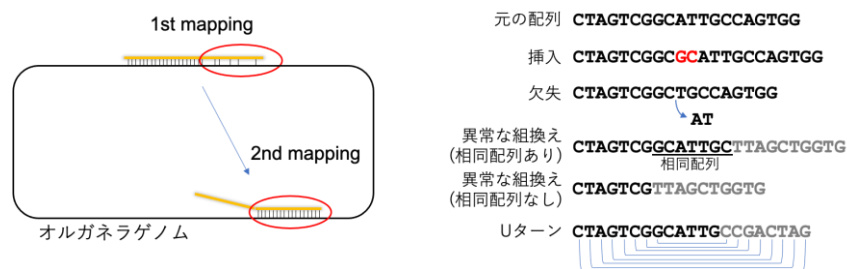 1st mapping
2nd mapping
オルガネラゲノム
元の配列 CTAGTCGGCATTGCCAGTGG
挿入 CTAGTCGGCGCATTGCCAGTGG
欠失 CTAGTCGGCTGCCAGTGG
AT
異常な組換え
(相同配列あり) CTAGTCGGCATTGCTTAGCTGGTG
相同配列
異常な組換え
(相同配列なし) CTAGTCGTTAGCTGGTG
Uターン CTAGTCGGCATTGCCGACTAG